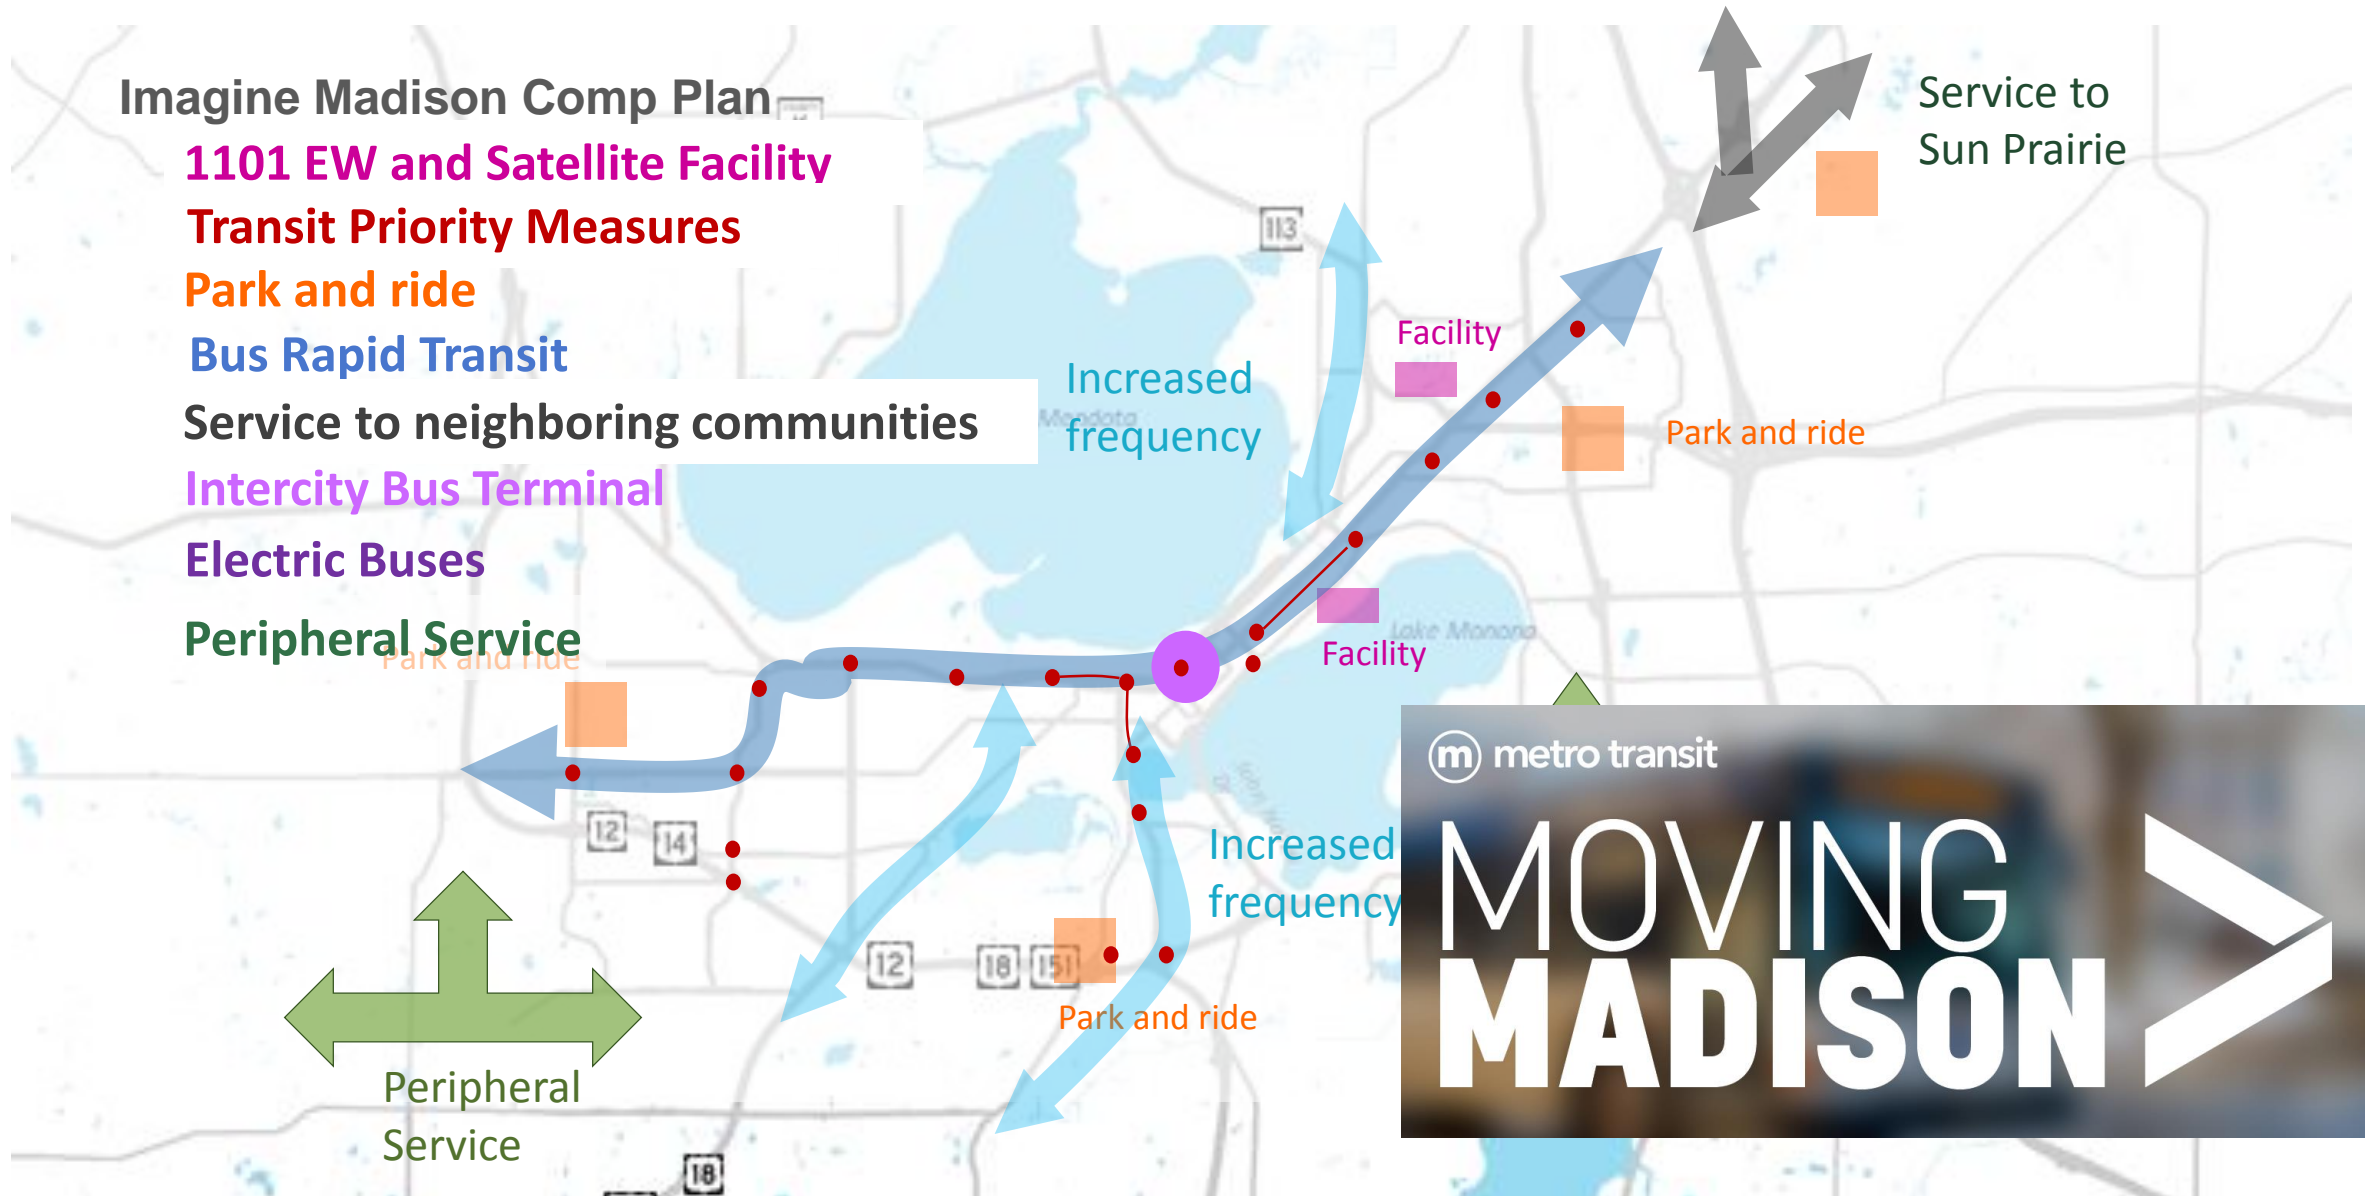 Imagine Madison Comp Plan
1101 EW and Satellite Facility
Transit Priority Measures
Park and ride
Bus Rapid Transit
Service to neighboring communities
Intercity Bus Terminal
Electric Buses
Peripheral Service
Park and ride
Service to
Sun Prairie
113
Facility
Increased
frequency
Mendota
Park and ride
Lake Monona
Facility
12
14
Increased
frequency
12
18
151
Park and ride
Peripheral
Service
18
metro transit
MOVING
MADISON